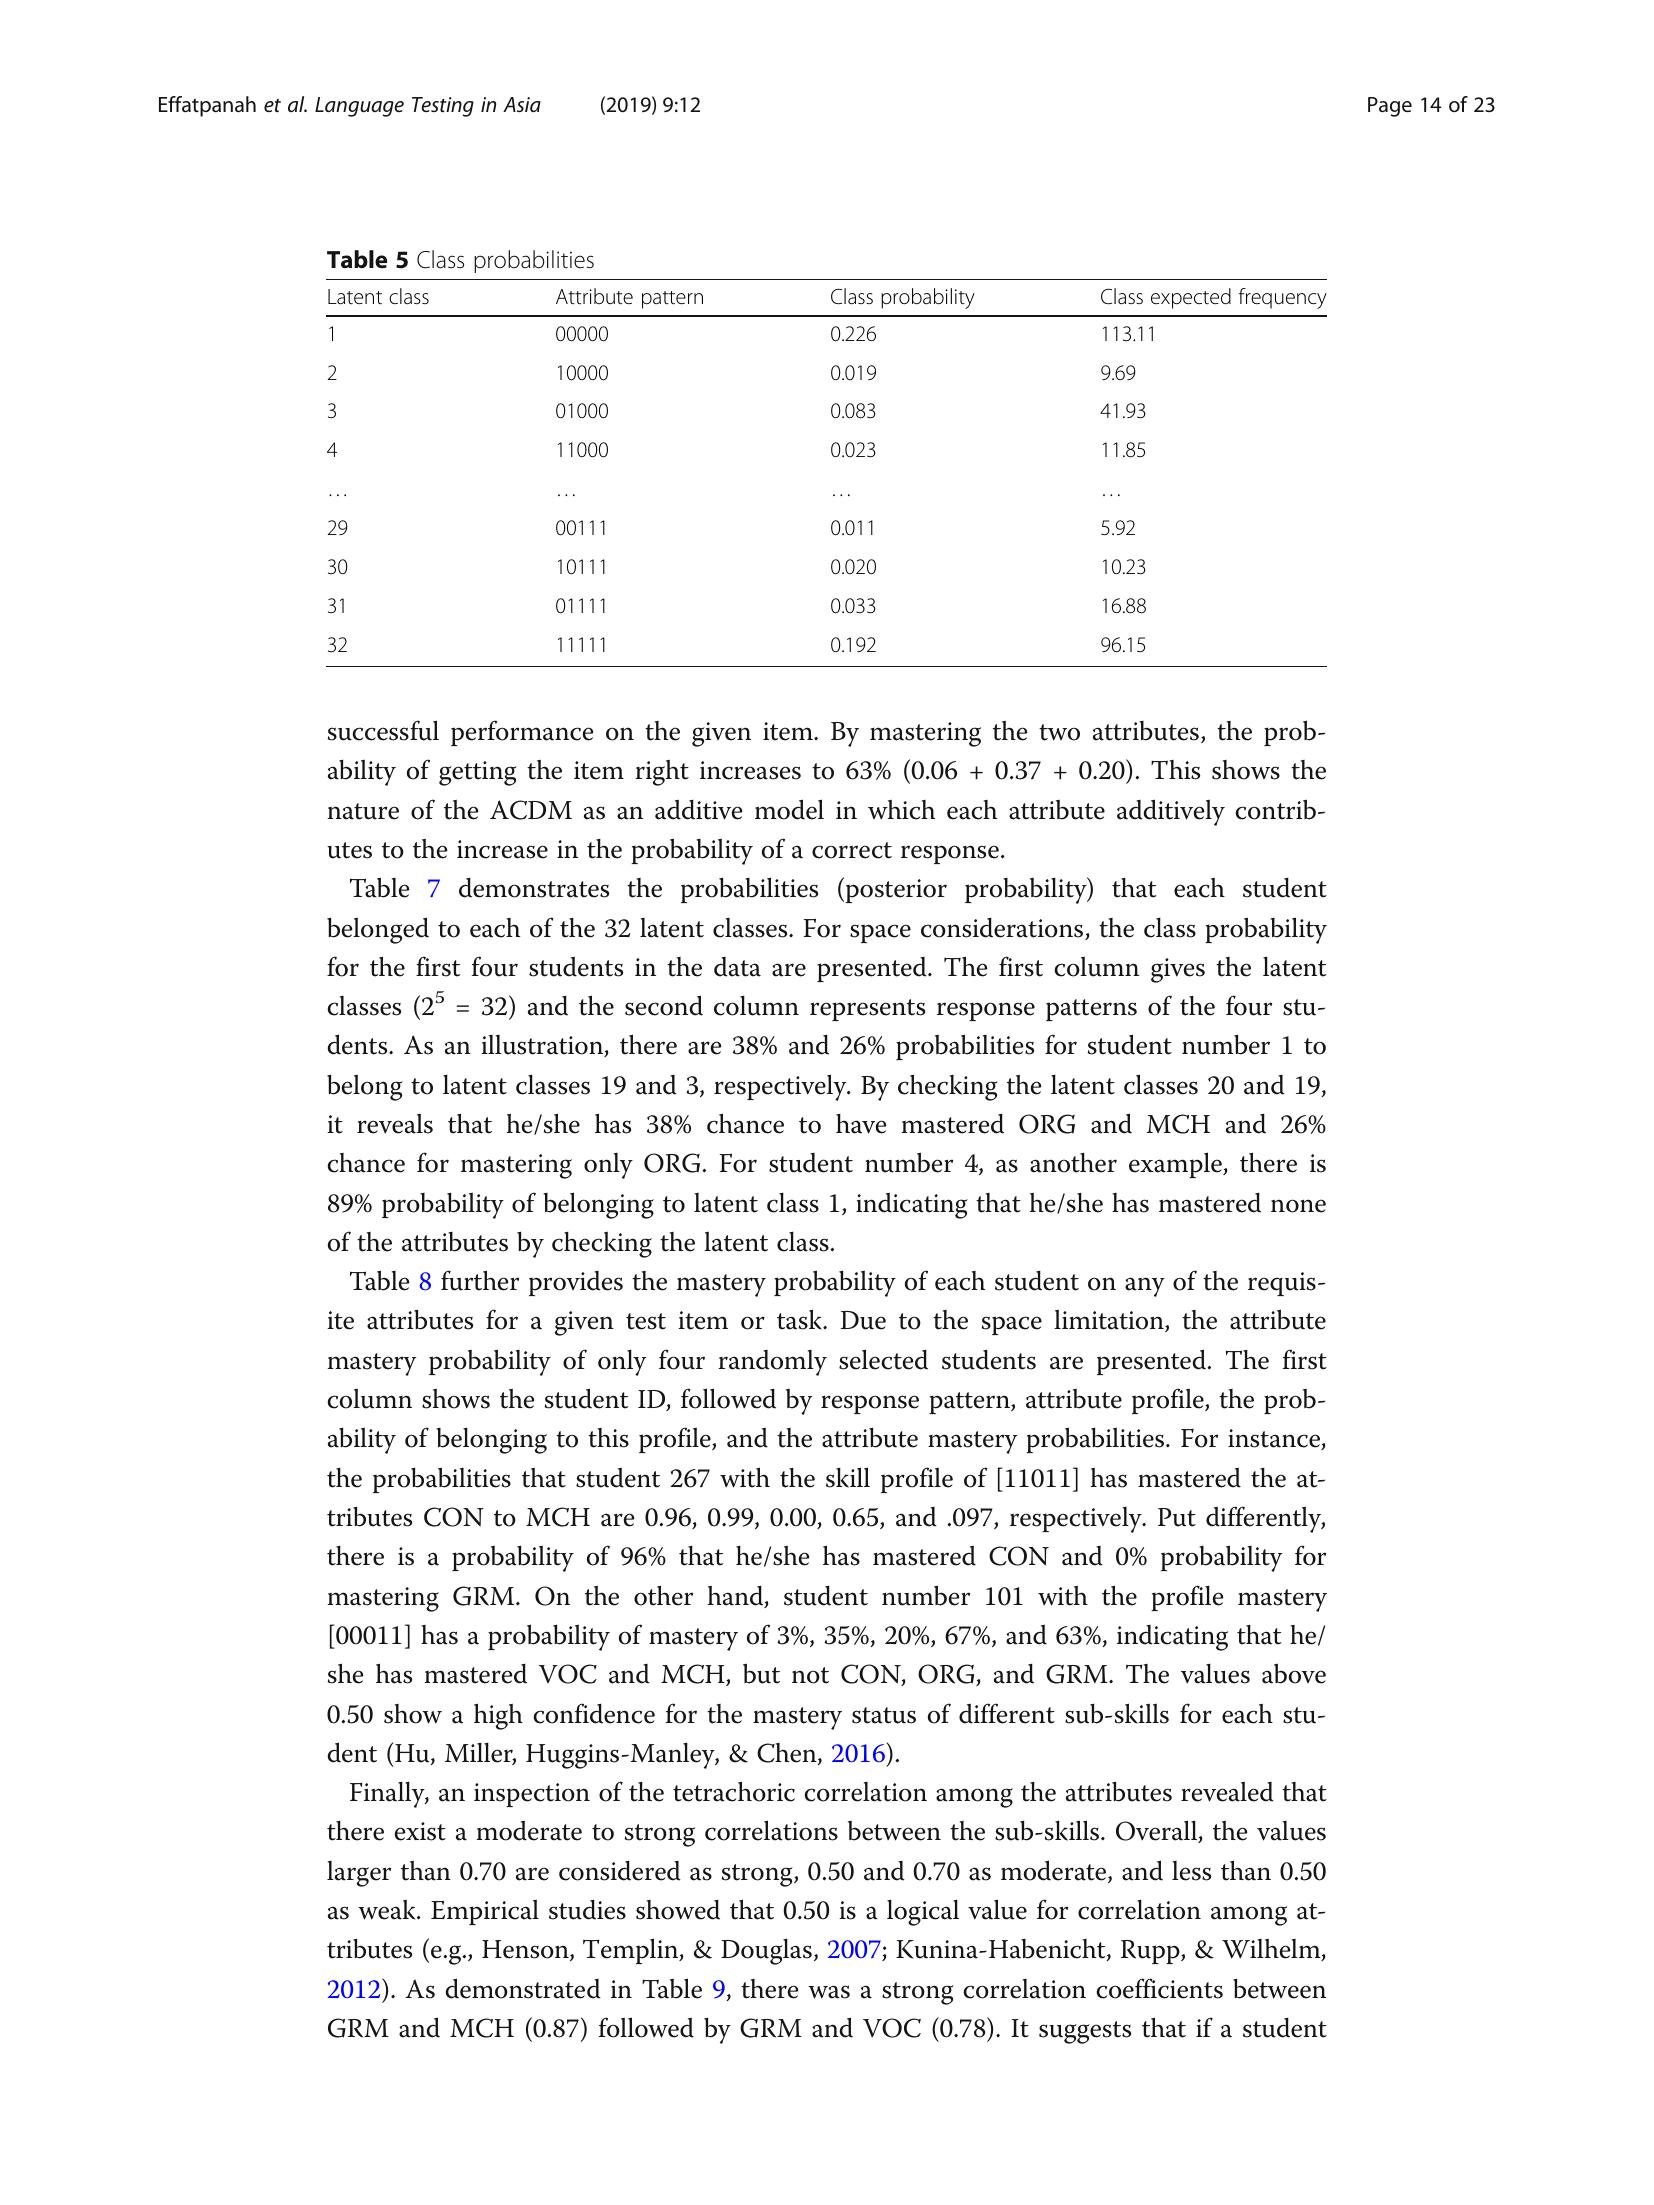 Effatpanah et al. Language Testing in Asia (2019) 9:12 Page 14 of 23
Table 5 Class probabilities
Latent class Attribute pattern Class probability Class expected frequency
1 00000 0.226 113.11
2 10000 0.019 9.69
3 01000 0.083 41.93
4 11000 0.023 11.85
… … … …
29 00111 0.011 5.92
30 10111 0.020 10.23
31 01111 0.033 16.88
32 11111 0.192 96.15
successful performance on the given item. By mastering the two attributes, the prob-
ability of getting the item right increases to 63% (0.06 + 0.37 + 0.20). This shows the
nature of the ACDM as an additive model in which each attribute additively contrib-
utes to the increase in the probability of a correct response.
Table 7 demonstrates the probabilities (posterior probability) that each student
belonged to each of the 32 latent classes. For space considerations, the class probability
for the first four students in the data are presented. The first column gives the latent
classes (2⁵ = 32) and the second column represents response patterns of the four stu-
dents. As an illustration, there are 38% and 26% probabilities for student number 1 to
belong to latent classes 19 and 3, respectively. By checking the latent classes 20 and 19,
it reveals that he/she has 38% chance to have mastered ORG and MCH and 26%
chance for mastering only ORG. For student number 4, as another example, there is
89% probability of belonging to latent class 1, indicating that he/she has mastered none
of the attributes by checking the latent class.
Table 8 further provides the mastery probability of each student on any of the requis-
ite attributes for a given test item or task. Due to the space limitation, the attribute
mastery probability of only four randomly selected students are presented. The first
column shows the student ID, followed by response pattern, attribute profile, the prob-
ability of belonging to this profile, and the attribute mastery probabilities. For instance,
the probabilities that student 267 with the skill profile of [11011] has mastered the at-
tributes CON to MCH are 0.96, 0.99, 0.00, 0.65, and .097, respectively. Put differently,
there is a probability of 96% that he/she has mastered CON and 0% probability for
mastering GRM. On the other hand, student number 101 with the profile mastery
[00011] has a probability of mastery of 3%, 35%, 20%, 67%, and 63%, indicating that he/
she has mastered VOC and MCH, but not CON, ORG, and GRM. The values above
0.50 show a high confidence for the mastery status of different sub-skills for each stu-
dent (Hu, Miller, Huggins-Manley, & Chen, 2016).
Finally, an inspection of the tetrachoric correlation among the attributes revealed that
there exist a moderate to strong correlations between the sub-skills. Overall, the values
larger than 0.70 are considered as strong, 0.50 and 0.70 as moderate, and less than 0.50
as weak. Empirical studies showed that 0.50 is a logical value for correlation among at-
tributes (e.g., Henson, Templin, & Douglas, 2007; Kunina-Habenicht, Rupp, & Wilhelm,
2012). As demonstrated in Table 9, there was a strong correlation coefficients between
GRM and MCH (0.87) followed by GRM and VOC (0.78). It suggests that if a student